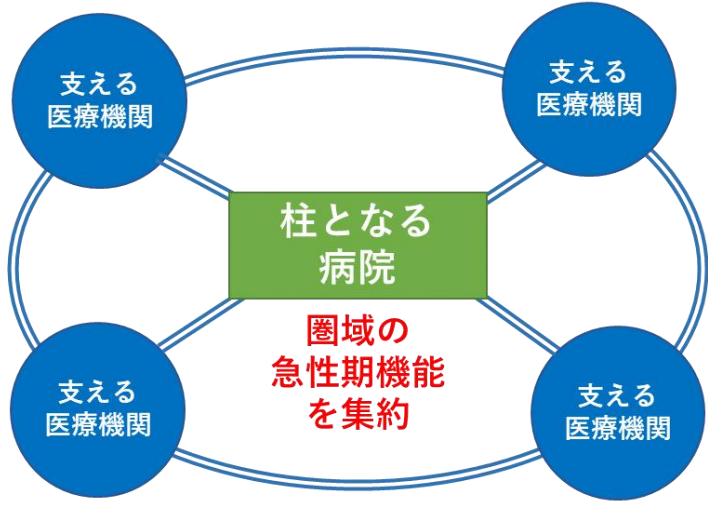 支える
医療機関
支える
医療機関
柱となる
病院
圏域の
急性期機能
を集約
支える
医療機関
支える
医療機関